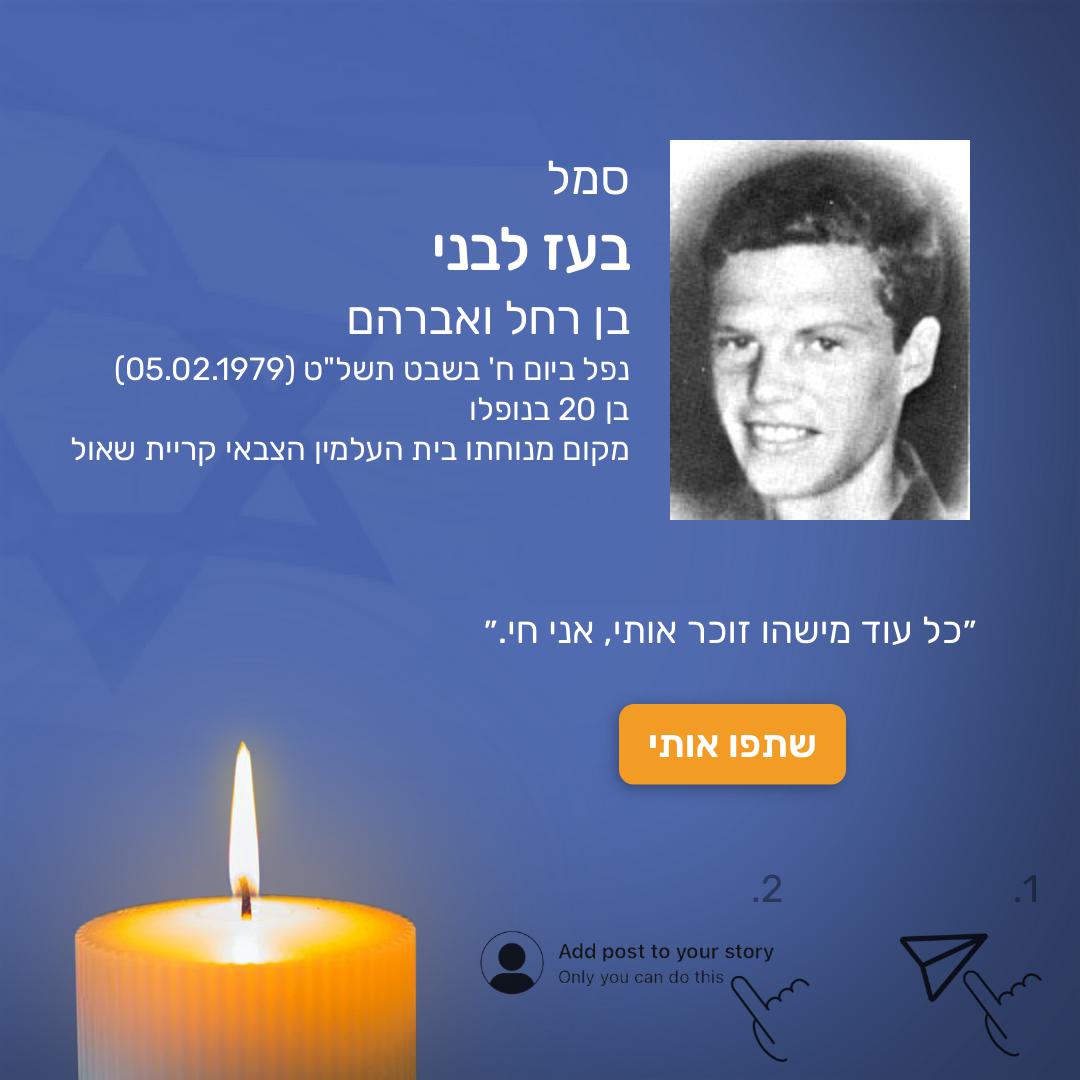 סמל
בעז לבני
בן רחל ואברהם
נפל ביום ח' בשבט תשל"ט (05.02.1979)
בן 20 בנופלו
מקום מנוחתו בית העלמין הצבאי קריית שאול
״כל עוד מישהו זוכר אותי, אני חי.״
שתפו אותי
1.
2.
Add post to your story
Only you can do this